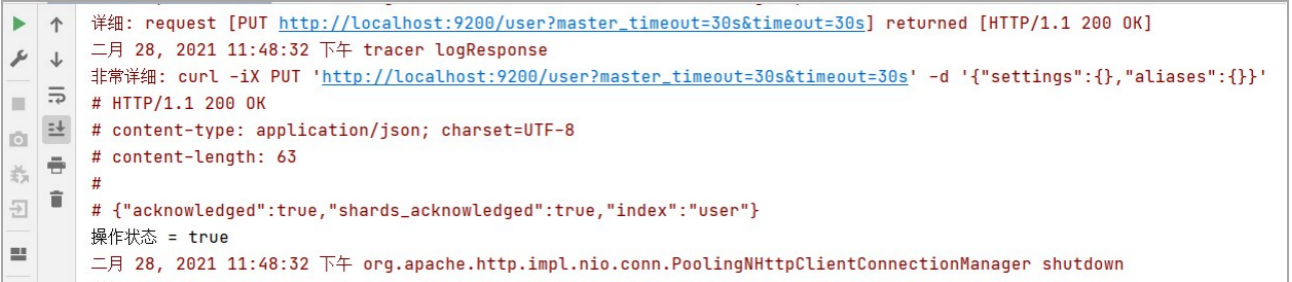 详细: request [PUT http://localhost:9200/user?master_timeout=30s&timeout=30s] returned [HTTP/1.1 200 OK]
二月 28, 2021 11:48:32 下午 tracer logResponse
非常详细: curl -iX PUT 'http://localhost:9200/user?master_timeout=30s&timeout=30s' -d '{"settings":{},"aliases":{}}'
# HTTP/1.1 200 OK
# content-type: application/json; charset=UTF-8
# content-length: 63
#
# {"acknowledged":true,"shards_acknowledged":true,"index":"user"}
操作状态 = true
二月 28, 2021 11:48:32 下午 org.apache.http.impl.nio.conn.PoolingNHttpClientConnectionManager shutdown